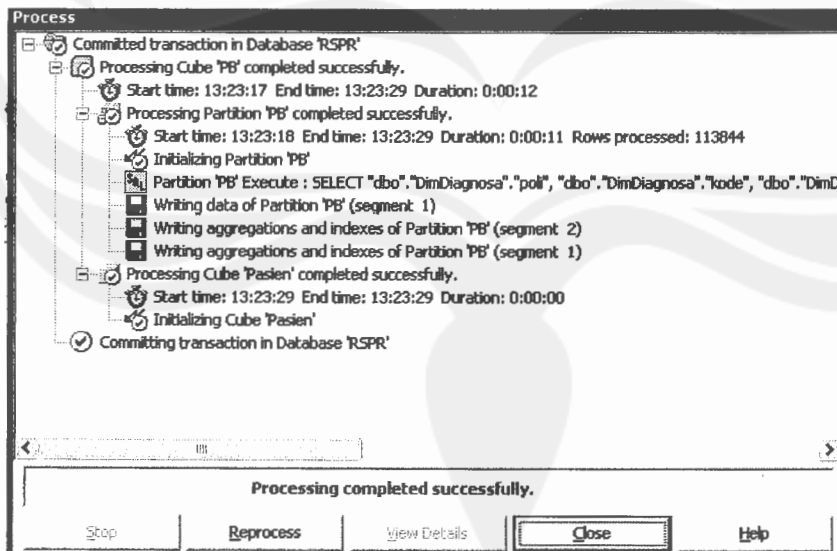 Process
Committed transaction in Database 'RSPR'
Processing Cube 'PB' completed successfully.
Start time: 13:23:17 End time: 13:23:29 Duration: 0:00:12
Processing Partition 'PB' completed successfully.
Start time: 13:23:18 End time: 13:23:29 Duration: 0:00:11 Rows processed: 113844
Initializing Partition 'PB'
Partition 'PB' Execute : SELECT "dbo"."DimDiagnosa"."poli", "dbo"."DimDiagnosa"."kode", "dbo"."DimD
Writing data of Partition 'PB' (segment 1)
Writing aggregations and indexes of Partition 'PB' (segment 2)
Writing aggregations and indexes of Partition 'PB' (segment 1)
Processing Cube 'Pasien' completed successfully.
Start time: 13:23:29 End time: 13:23:29 Duration: 0:00:00
Initializing Cube 'Pasien'
Committing transaction in Database 'RSPR'
Processing completed successfully.
Stop Reprocess View Details Close Help